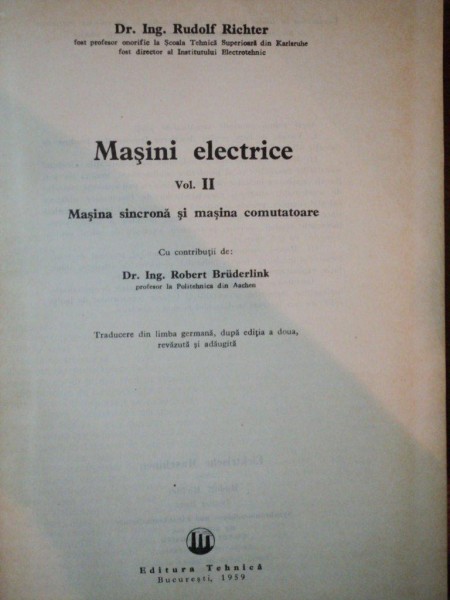 Dr. Ing. Rudolf Richter
fost profesor onorific la Școala Tehnică Superioară din Karlsruhe
fost director al Institutului Electrotehnic
Mașini electrice
Vol. II
Mașina sincronă și mașina comutatoare
Cu contribuții de:
Dr. Ing. Robert Brüderlink
profesor la Politehnica din Aachen
Traducere din limba germană, după ediția a doua,
revăzută și adăugită
Editura Tehnică
București, 1959